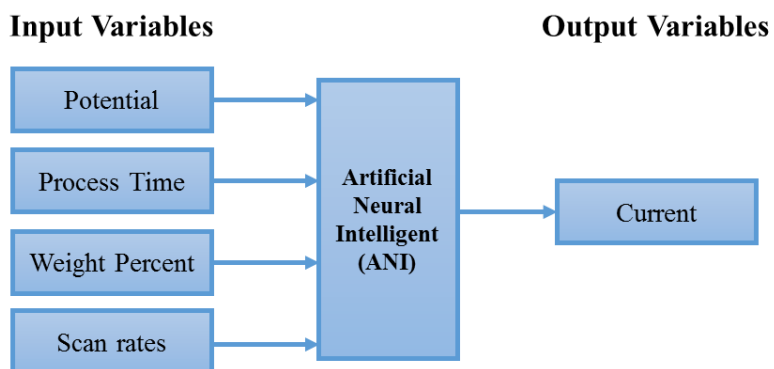 Input Variables
Output Variables
Potential
Process Time
Weight Percent
Scan rates
Artificial
Neural
Intelligent
(ANI)
Current